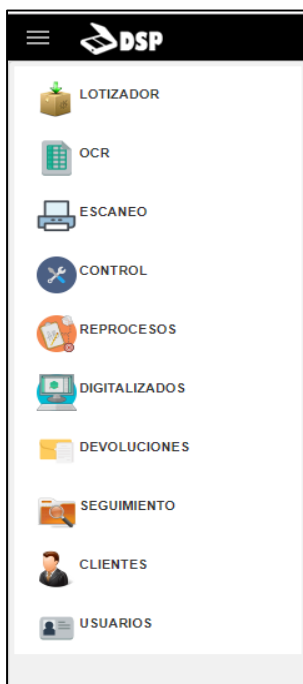 DSP
LOTIZADOR
OCR
ESCANEO
CONTROL
REPROCESOS
DIGITALIZADOS
DEVOLUCIONES
SEGUIMIENTO
CLIENTES
USUARIOS